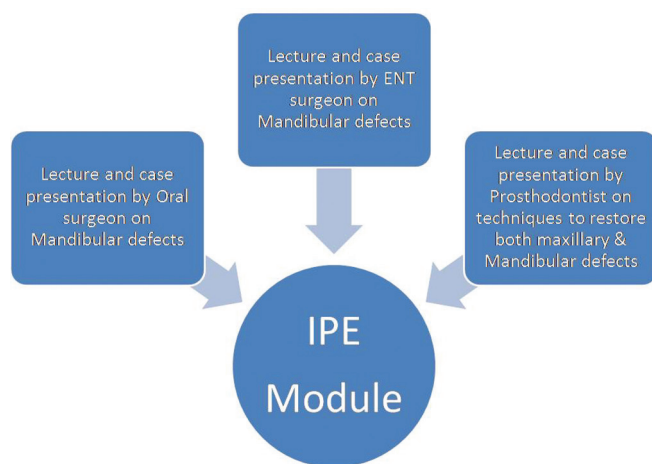 Lecture and case
presentation by ENT
surgeon on
Mandibular defects
Lecture and case
presentation by Oral
surgeon on
Mandibular defects
Lecture and case
presentation by
Prosthodontist on
techniques to restore
both maxillary &
Mandibular defects
IPE
Module